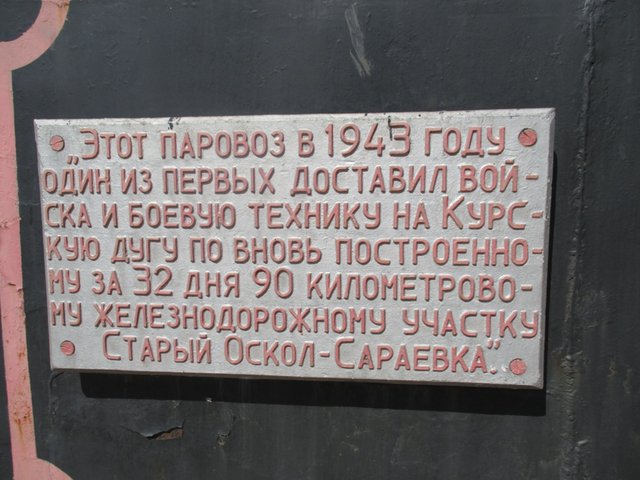 „Этот паровоз в 1943 году
один из первых доставил вой-
ска и боевую технику на Курс-
кую дугу по вновь построенно-
му за 32 дня 90 километрово-
му железнодорожному участку
Старый Оскол-Сараевка”.